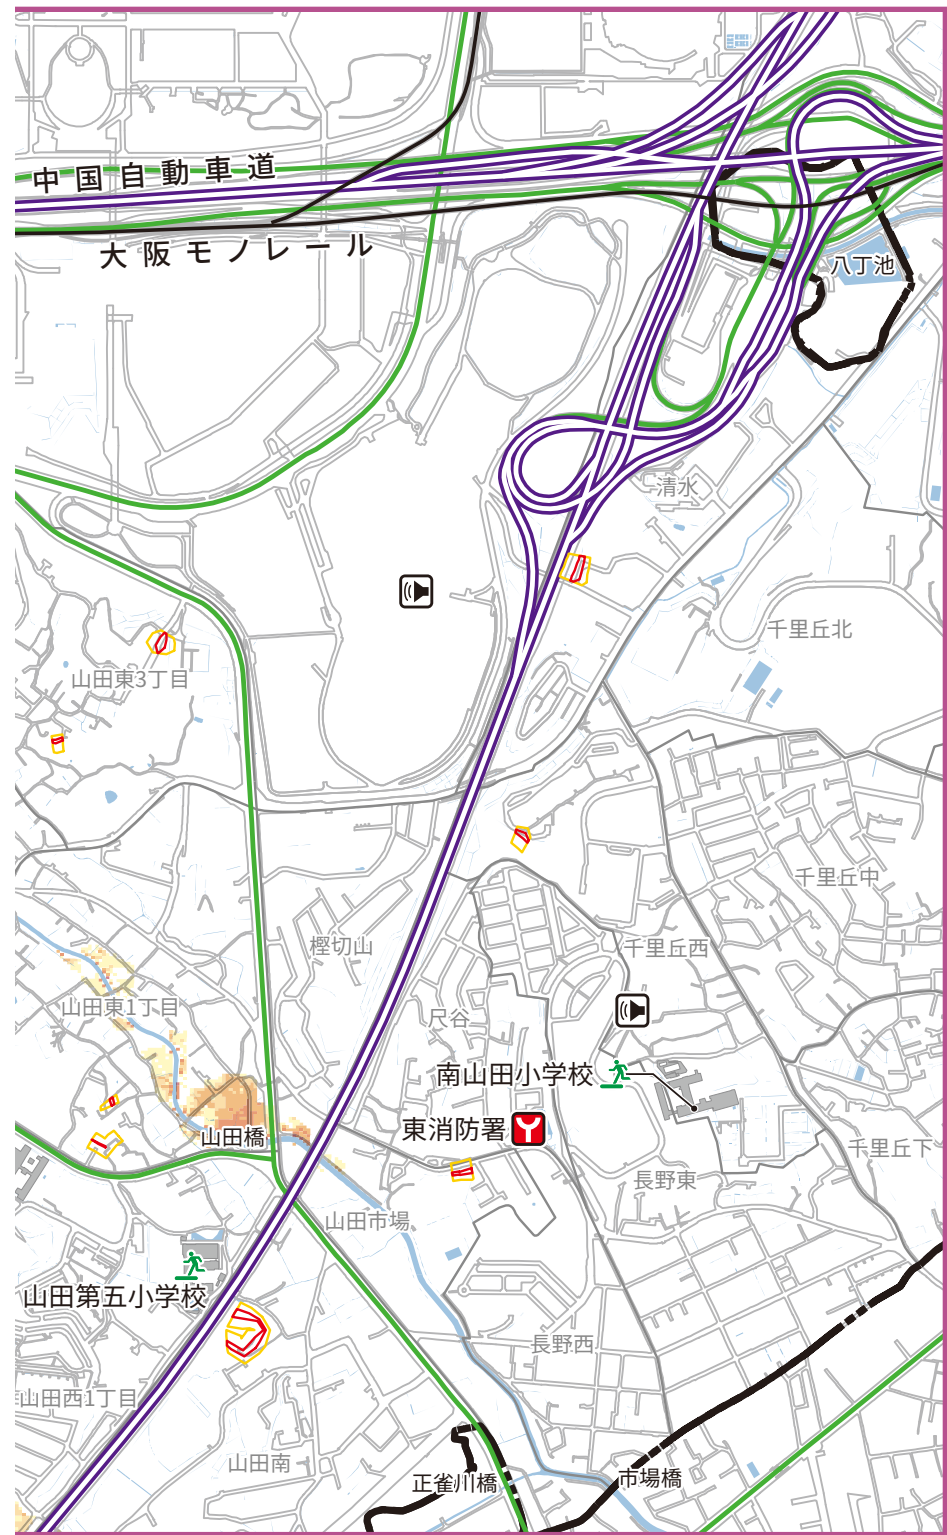 中国自動車道
大阪モノレール
八丁池
清水
千里丘北
山田東3丁目
千里丘中
樫切山
千里丘西
山田東1丁目
尺谷
南山田小学校
東消防署
山田橋
千里丘下
長野東
山田市場
山田第五小学校
長野西
山田西1丁目
山田南
正雀川橋
市場橋